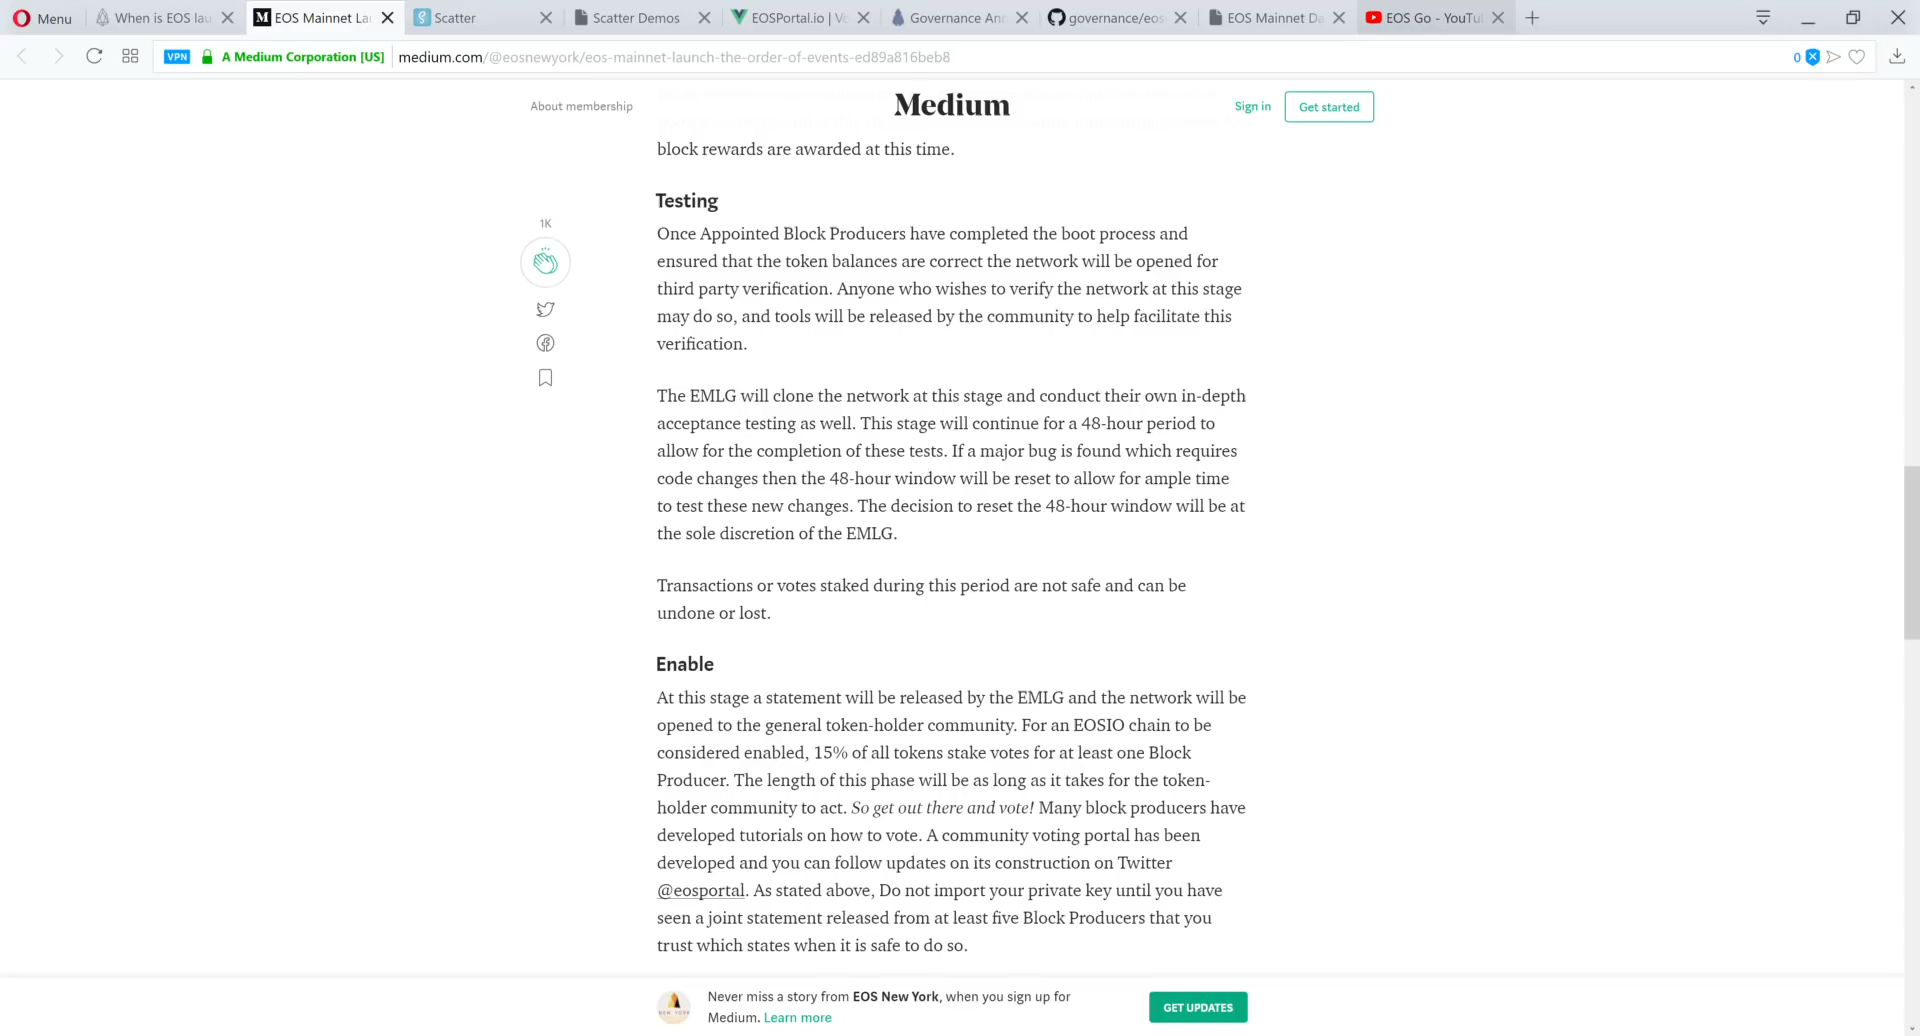 Menu
When is EOS lau
EOS Mainnet La
Scatter
Scatter Demos
EOSPortal.io | Vo
Governance Ann
governance/eos
EOS Mainnet Da
EOS Go - YouTu
VPN
A Medium Corporation [US]
medium.com/@eosnewyork/eos-mainnet-launch-the-order-of-events-ed89a816beb8
0
About membership
Medium
Sign in
Get started
block rewards are awarded at this time.
Testing
1K
Once Appointed Block Producers have completed the boot process and
ensured that the token balances are correct the network will be opened for
third party verification. Anyone who wishes to verify the network at this stage
may do so, and tools will be released by the community to help facilitate this
verification.
The EMLG will clone the network at this stage and conduct their own in-depth
acceptance testing as well. This stage will continue for a 48-hour period to
allow for the completion of these tests. If a major bug is found which requires
code changes then the 48-hour window will be reset to allow for ample time
to test these new changes. The decision to reset the 48-hour window will be at
the sole discretion of the EMLG.
Transactions or votes staked during this period are not safe and can be
undone or lost.
Enable
At this stage a statement will be released by the EMLG and the network will be
opened to the general token-holder community. For an EOSIO chain to be
considered enabled, 15% of all tokens stake votes for at least one Block
Producer. The length of this phase will be as long as it takes for the token-
holder community to act. So get out there and vote! Many block producers have
developed tutorials on how to vote. A community voting portal has been
developed and you can follow updates on its construction on Twitter
@eosportal. As stated above, Do not import your private key until you have
seen a joint statement released from at least five Block Producers that you
trust which states when it is safe to do so.
Never miss a story from EOS New York, when you sign up for
Medium. Learn more
GET UPDATES